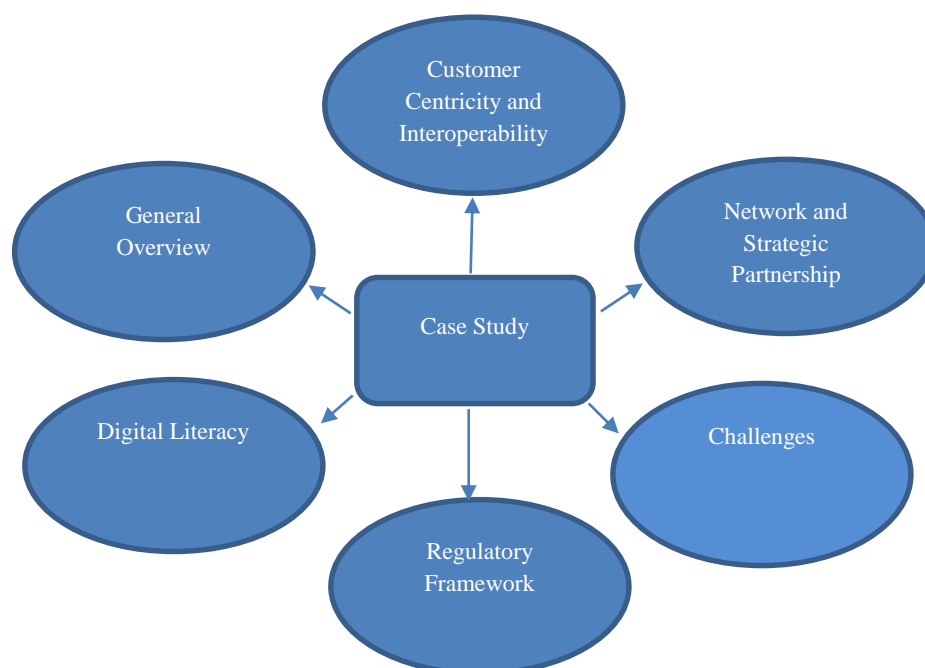 Customer
Centricity and
Interoperability
General
Overview
Network and
Strategic
Partnership
Case Study
Digital Literacy
Challenges
Regulatory
Framework